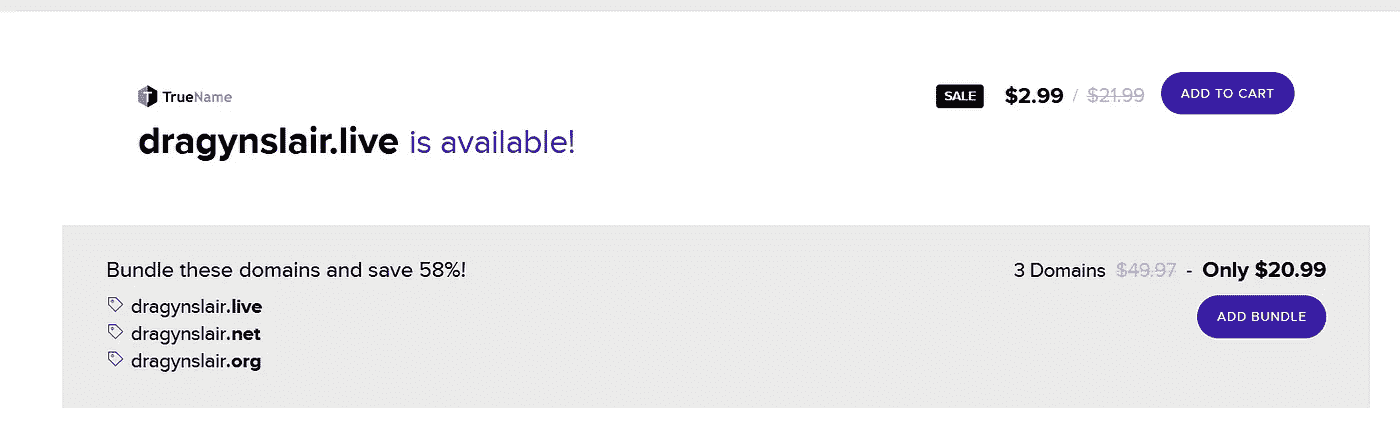 TrueName
SALE $2.99 / $21.99 ADD TO CART
dragynslair.live is available!
Bundle these domains and save 58%!
3 Domains $49.97 - Only $20.99
dragynslair.live
dragynslair.net
dragynslair.org
ADD BUNDLE